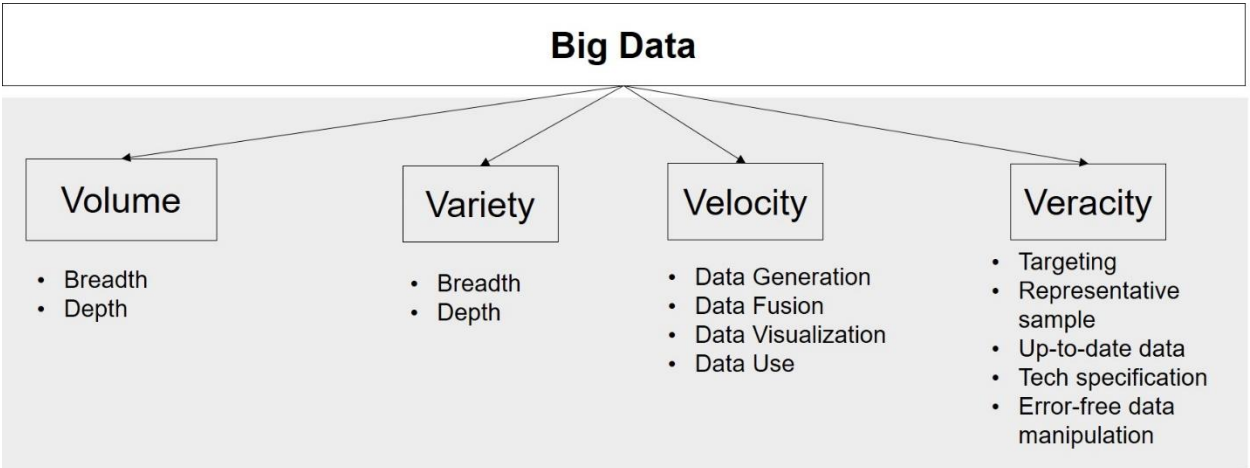 Big Data
Volume
• Breadth
• Depth
Variety
• Breadth
• Depth
Velocity
• Data Generation
• Data Fusion
• Data Visualization
• Data Use
Veracity
• Targeting
• Representative
sample
• Up-to-date data
• Tech specification
• Error-free data
manipulation